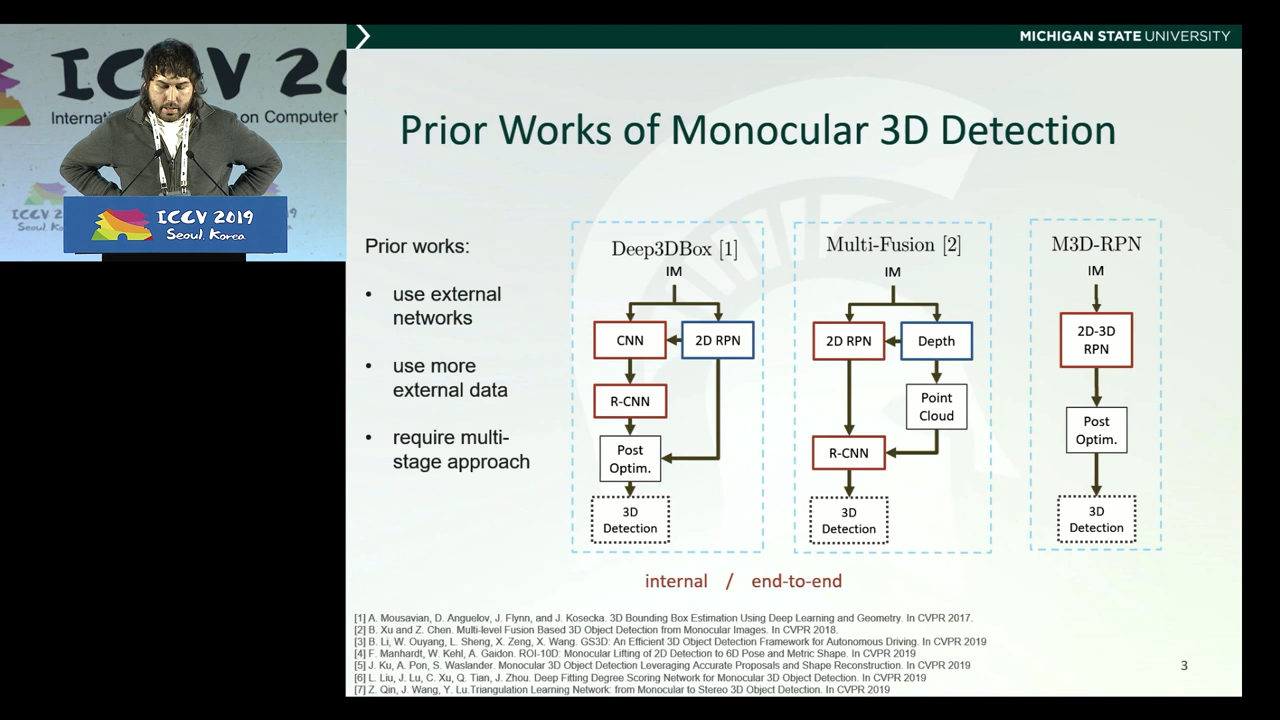 ICCV 20
Internati
on Computer
ICCV 2019
Seoul, Korea
MICHIGAN STATE UNIVERSITY
Prior Works of Monocular 3D Detection
Prior works:
• use external
networks
• use more
external data
• require multi-
stage approach
Deep3DBox [1]
IM
CNN
2D RPN
R-CNN
Post
Optim.
3D
Detection
Multi-Fusion [2]
IM
2D RPN
Depth
Point
Cloud
R-CNN
3D
Detection
M3D-RPN
IM
2D-3D
RPN
Post
Optim.
3D
Detection
internal / end-to-end
[1] A. Mousavian, D. Anguelov, J. Flynn, and J. Kosecka. 3D Bounding Box Estimation Using Deep Learning and Geometry. In CVPR 2017.
[2] B. Xu and Z. Chen. Multi-level Fusion Based 3D Object Detection from Monocular Images. In CVPR 2018.
[3] B. Li, W. Ouyang, L. Sheng, X. Zeng, X. Wang. GS3D: An Efficient 3D Object Detection Framework for Autonomous Driving. In CVPR 2019
[4] F. Manhardt, W. Kehl, A. Gaidon. ROI-10D: Monocular Lifting of 2D Detection to 6D Pose and Metric Shape. In CVPR 2019
[5] J. Ku, A. Pon, S. Waslander. Monocular 3D Object Detection Leveraging Accurate Proposals and Shape Reconstruction. In CVPR 2019
[6] L. Liu, J. Lu, C. Xu, Q. Tian, J. Zhou. Deep Fitting Degree Scoring Network for Monocular 3D Object Detection. In CVPR 2019
[7] Z. Qin, J. Wang, Y. Lu.Triangulation Learning Network: from Monocular to Stereo 3D Object Detection. In CVPR 2019
3